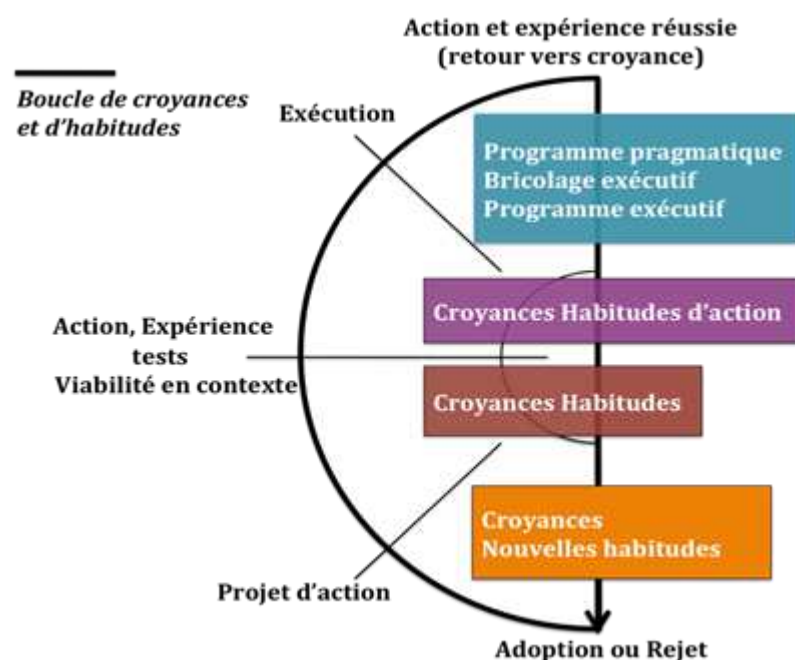 Action et expérience réussie
(retour vers croyance)
Boucle de croyances
et d'habitudes
Exécution
Programme pragmatique
Bricolage exécutif
Programme exécutif
Croyances Habitudes d'action
Action, Expérience
tests
Viabilité en contexte
Croyances Habitudes
Croyances
Nouvelles habitudes
Projet d'action
Adoption ou Rejet